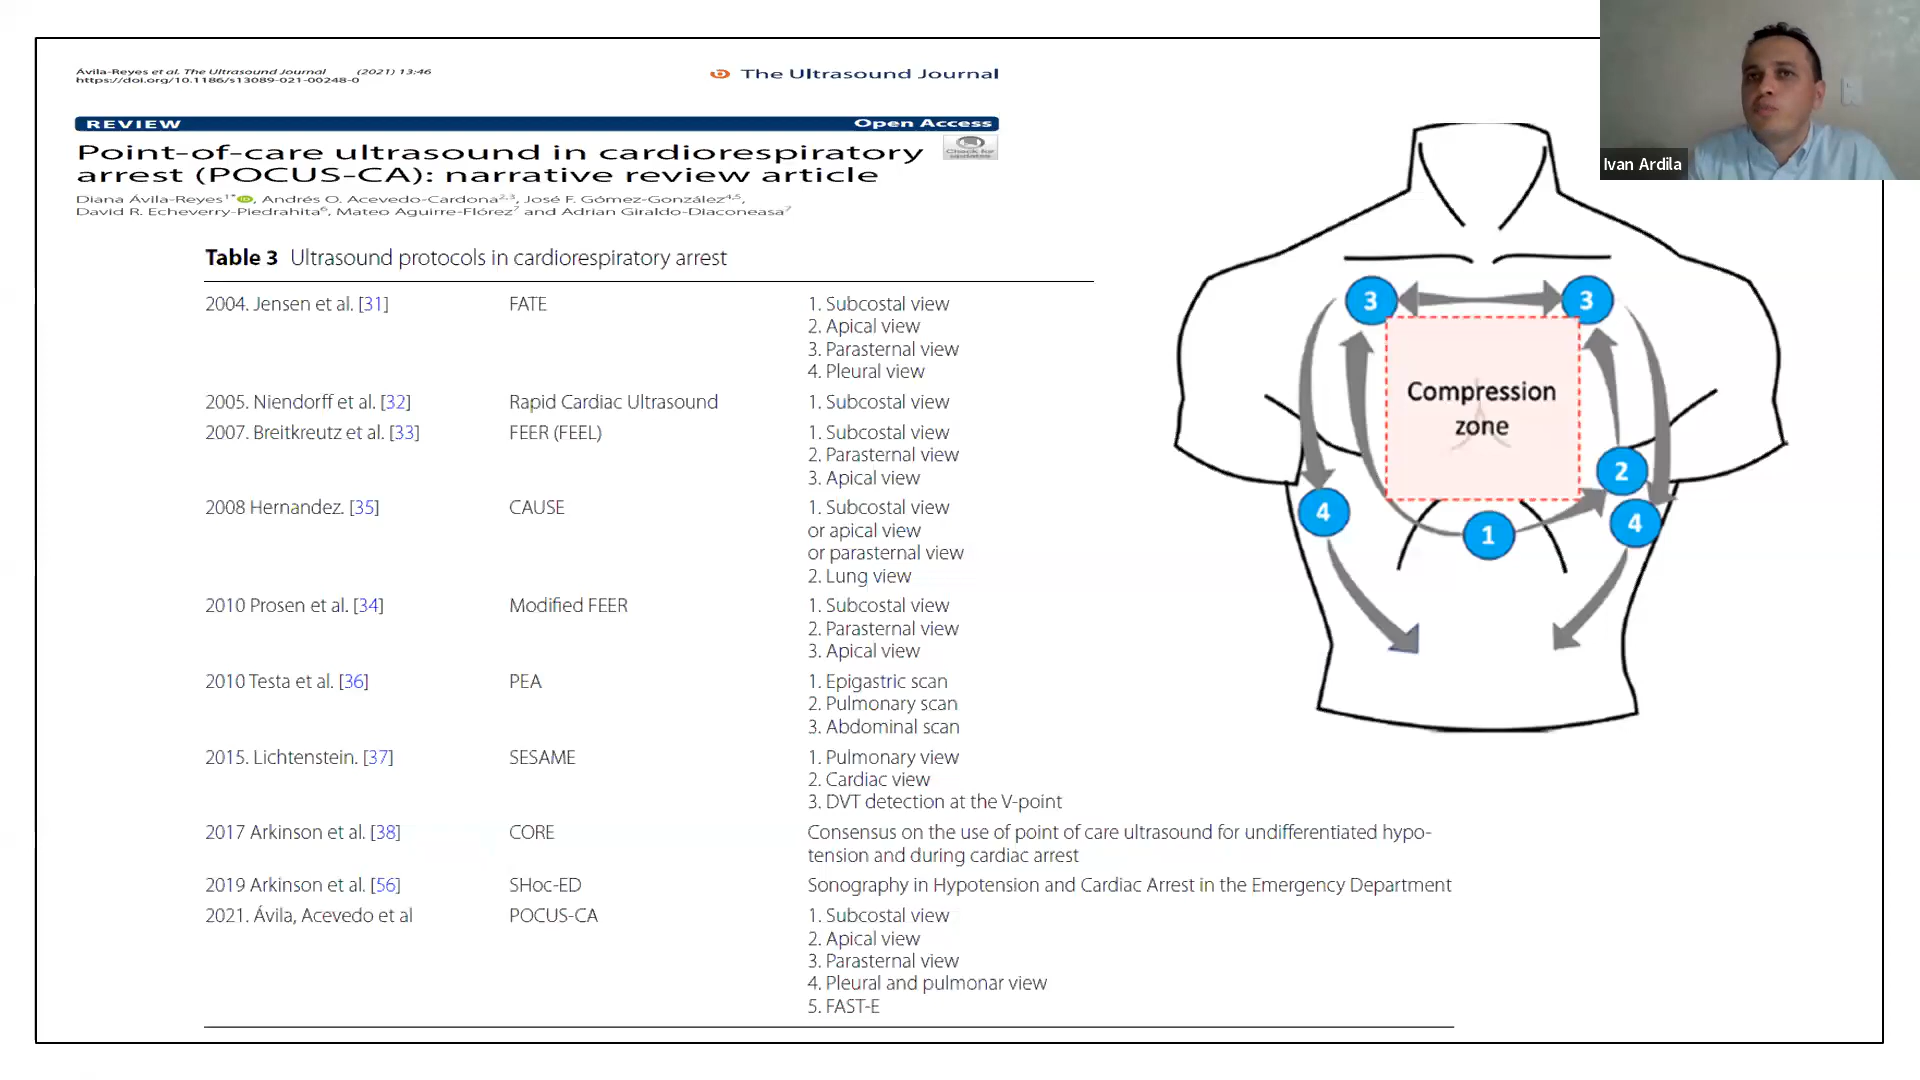 Ávila-Reyes et al. The Ultrasound Journal (2021) 13:46
https://doi.org/10.1186/s13089-021-00248-0
The Ultrasound Journal
REVIEW Open Access
Point-of-care ultrasound in cardiorespiratory
arrest (POCUS-CA): narrative review article
Check for
updates
Diana Ávila-Reyes1*, Andrés O. Acevedo-Cardona2,3, José F. Gómez-González4,5,
David R. Echeverry-Piedrahita6, Mateo Aguirre-Flórez7 and Adrian Giraldo-Diaconeasa7
Table 3 Ultrasound protocols in cardiorespiratory arrest
2004. Jensen et al. [31] FATE 1. Subcostal view
2. Apical view
3. Parasternal view
4. Pleural view
2005. Niendorff et al. [32] Rapid Cardiac Ultrasound 1. Subcostal view
2007. Breitkreutz et al. [33] FEER (FEEL) 1. Subcostal view
2. Parasternal view
3. Apical view
2008 Hernandez. [35] CAUSE 1. Subcostal view
or apical view
or parasternal view
2. Lung view
2010 Prosen et al. [34] Modified FEER 1. Subcostal view
2. Parasternal view
3. Apical view
2010 Testa et al. [36] PEA 1. Epigastric scan
2. Pulmonary scan
3. Abdominal scan
2015. Lichtenstein. [37] SESAME 1. Pulmonary view
2. Cardiac view
3. DVT detection at the V-point
2017 Arkinson et al. [38] CORE Consensus on the use of point of care ultrasound for undifferentiated hypo-
tension and during cardiac arrest
2019 Arkinson et al. [56] SHoc-ED Sonography in Hypotension and Cardiac Arrest in the Emergency Department
2021. Ávila, Acevedo et al POCUS-CA 1. Subcostal view
2. Apical view
3. Parasternal view
4. Pleural and pulmonar view
5. FAST-E
Ivan Ardila
3 3
Compression
zone
2
4 4
1